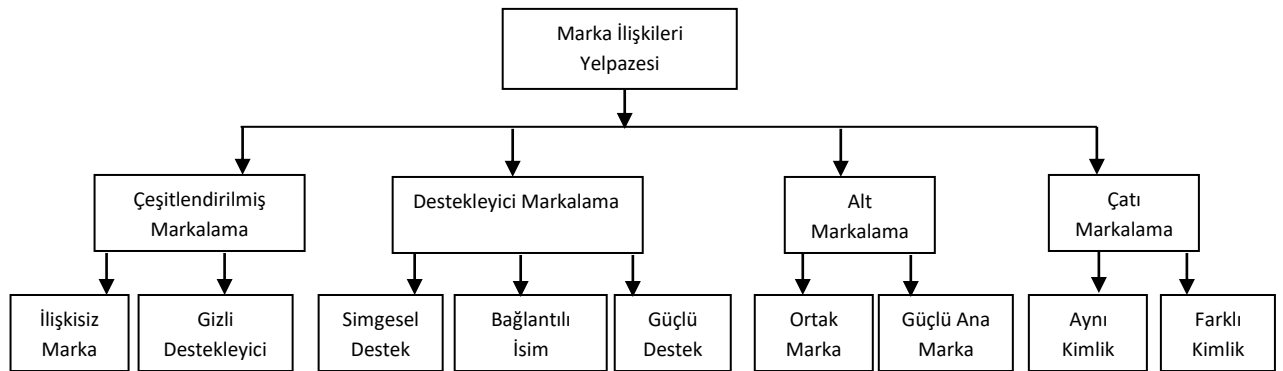 Marka İlişkileri
Yelpazesi
Çeşitlendirilmiş
Markalama
Destekleyici Markalama
Alt
Markalama
Çatı
Markalama
İlişkisiz
Marka
Gizli
Destekleyici
Simgesel
Destek
Bağlantılı
İsim
Güçlü
Destek
Ortak
Marka
Güçlü Ana
Marka
Aynı
Kimlik
Farklı
Kimlik